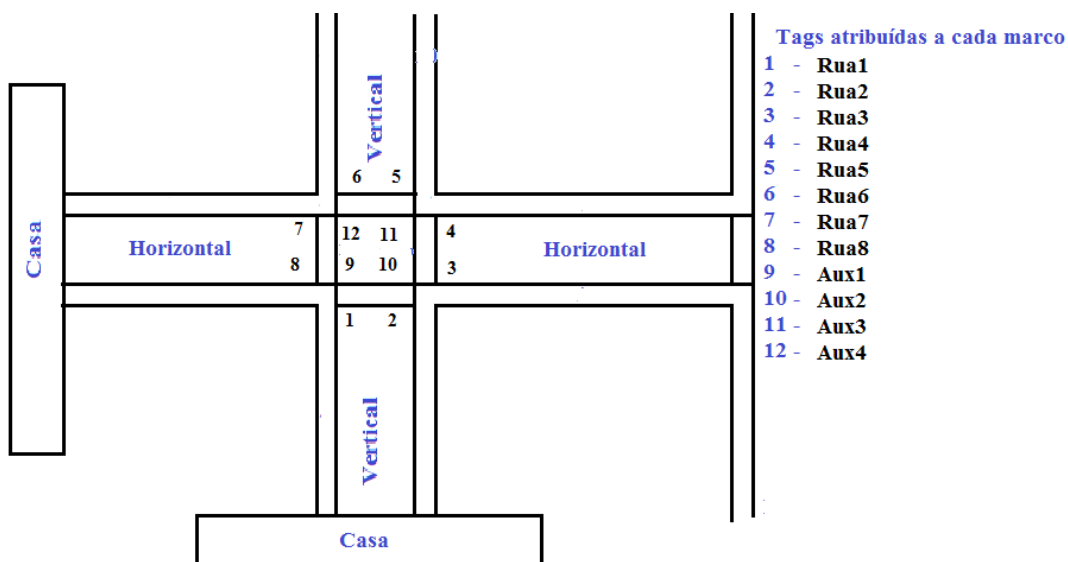 Tags atribuídas a cada marco
1 - Rua1
2 - Rua2
3 - Rua3
4 - Rua4
5 - Rua5
6 - Rua6
7 - Rua7
8 - Rua8
9 - Aux1
10 - Aux2
11 - Aux3
12 - Aux4
Vertical
6 5
7 12 11 4
Casa
Horizontal
Horizontal
8 9 10 3
1 2
Vertical
Casa